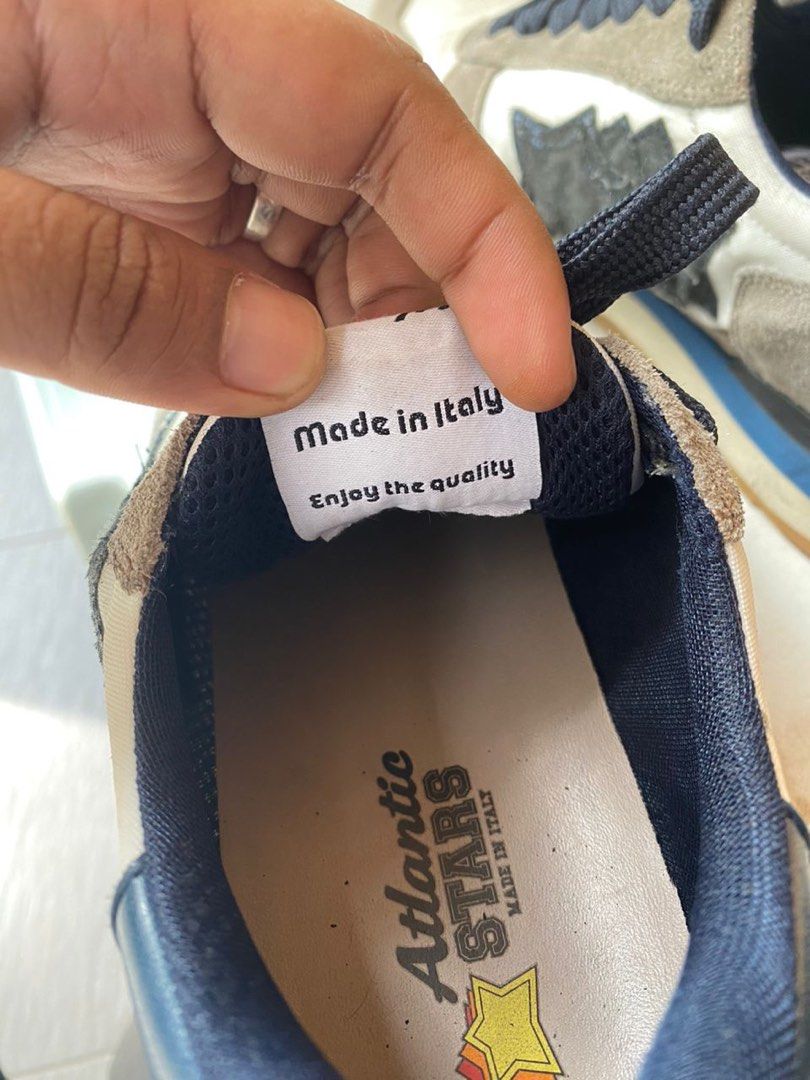 Made in Italy
Enjoy the quality
Atlantic
STARS
MADE IN ITALY